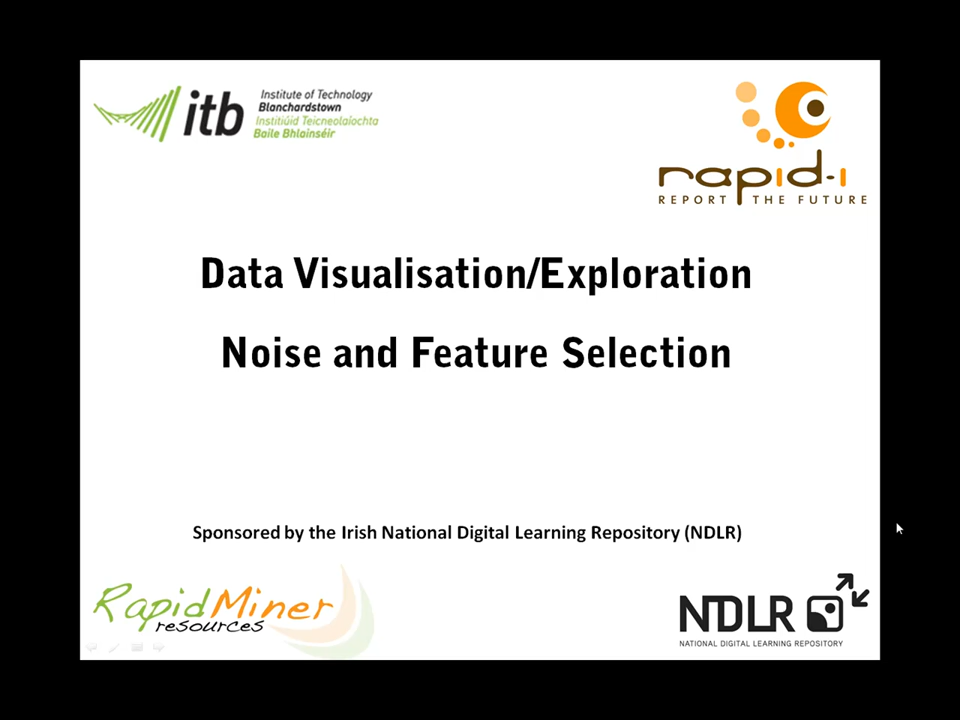 itb
Institute of Technology
Blanchardstown
Institiúid Teicneolaíochta
Baile Bhlainséir
rapid-i
REPORT THE FUTURE
Data Visualisation/Exploration
Noise and Feature Selection
Sponsored by the Irish National Digital Learning Repository (NDLR)
RapidMiner
resources
NDLR
NATIONAL DIGITAL LEARNING REPOSITORY